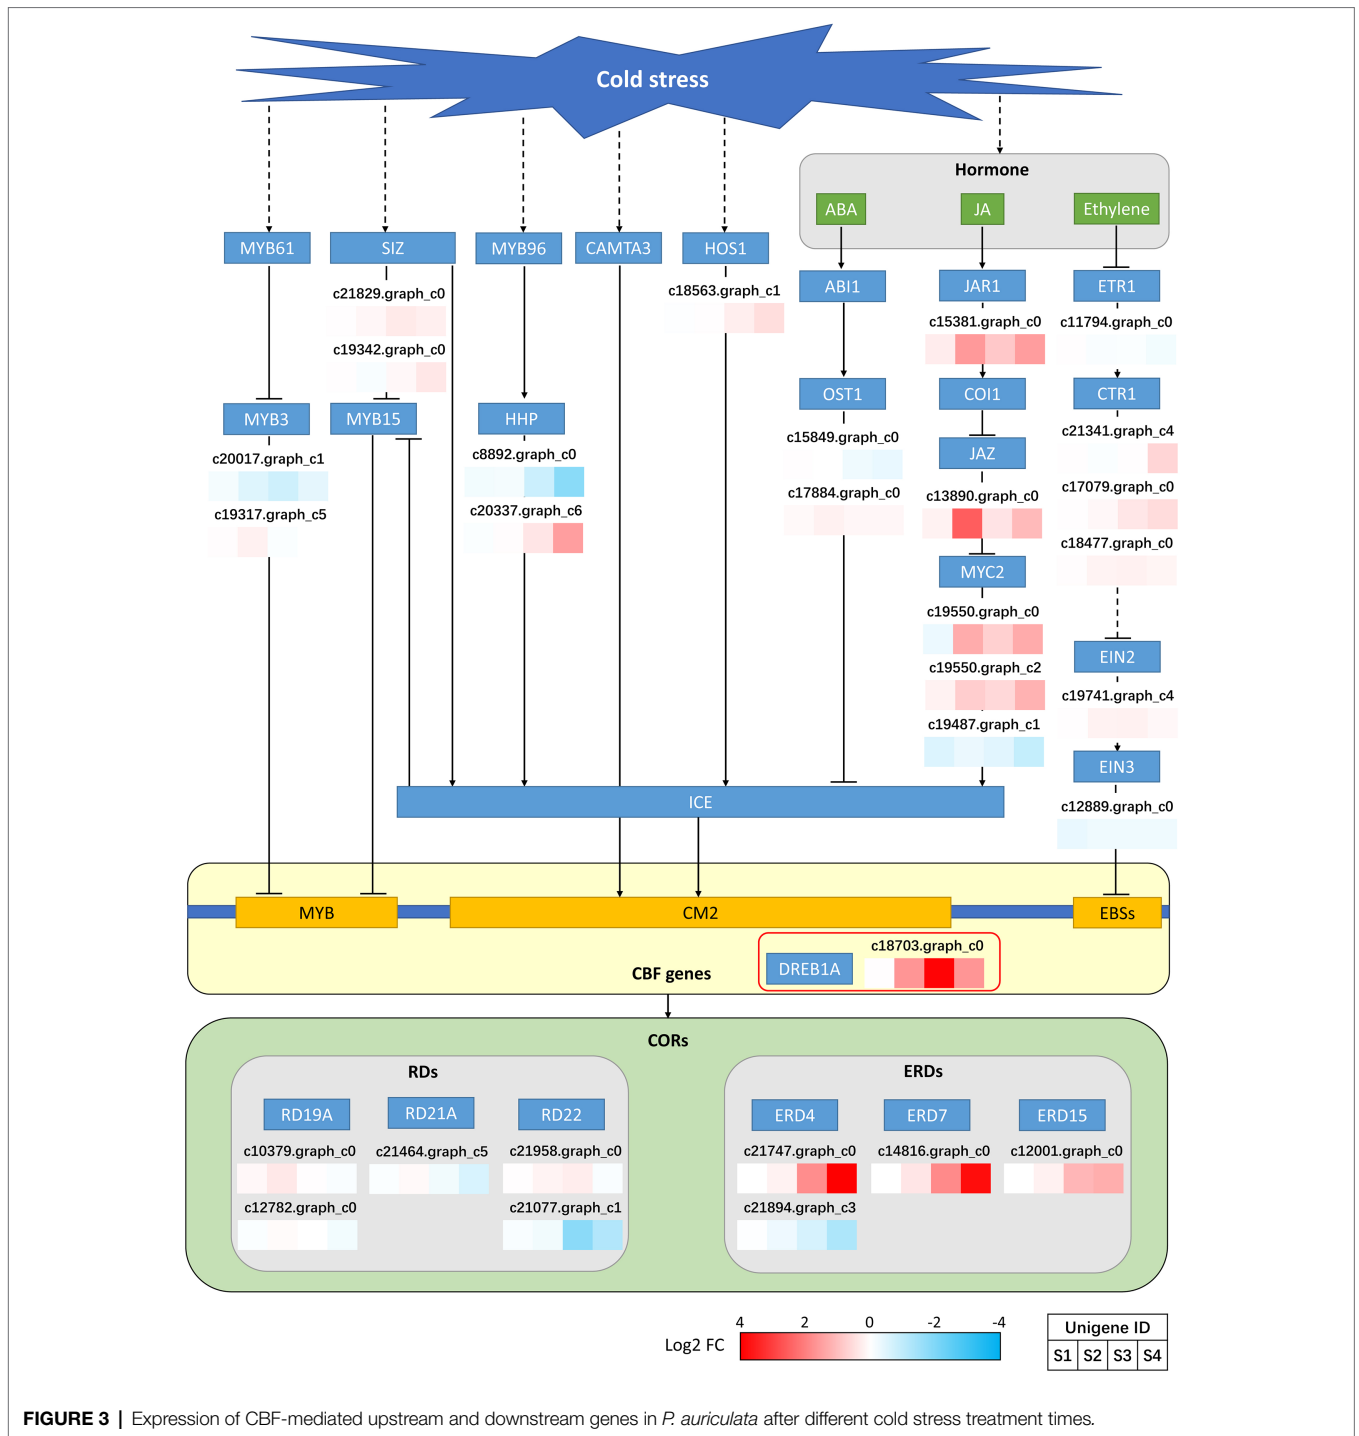 Cold stress
Hormone
ABA JA Ethylene
MYB61 SIZ MYB96 CAMTA3 HOS1
ABI1 JAR1 ETR1
c21829.graph_c0 c18563.graph_c1
c15381.graph_c0 c11794.graph_c0
c19342.graph_c0
OST1 COI1 CTR1
MYB3 MYB15 HHP
c15849.graph_c0 c21341.graph_c4
JAZ
c20017.graph_c1 c8892.graph_c0
c17884.graph_c0 c13890.graph_c0 c17079.graph_c0
c19317.graph_c5 c20337.graph_c6
c18477.graph_c0
MYC2
c19550.graph_c0
EIN2
c19550.graph_c2
c19741.graph_c4
c19487.graph_c1
EIN3
ICE
c12889.graph_c0
MYB CM2 EBSs
c18703.graph_c0
DREB1A
CBF genes
CORs
RDs ERDs
RD19A RD21A RD22 ERD4 ERD7 ERD15
c10379.graph_c0 c21464.graph_c5 c21958.graph_c0 c21747.graph_c0 c14816.graph_c0 c12001.graph_c0
c12782.graph_c0 c21077.graph_c1 c21894.graph_c3
4 2 0 -2 -4
Log2 FC
Unigene ID
S1 S2 S3 S4
FIGURE 3 | Expression of CBF-mediated upstream and downstream genes in P. auriculata after different cold stress treatment times.